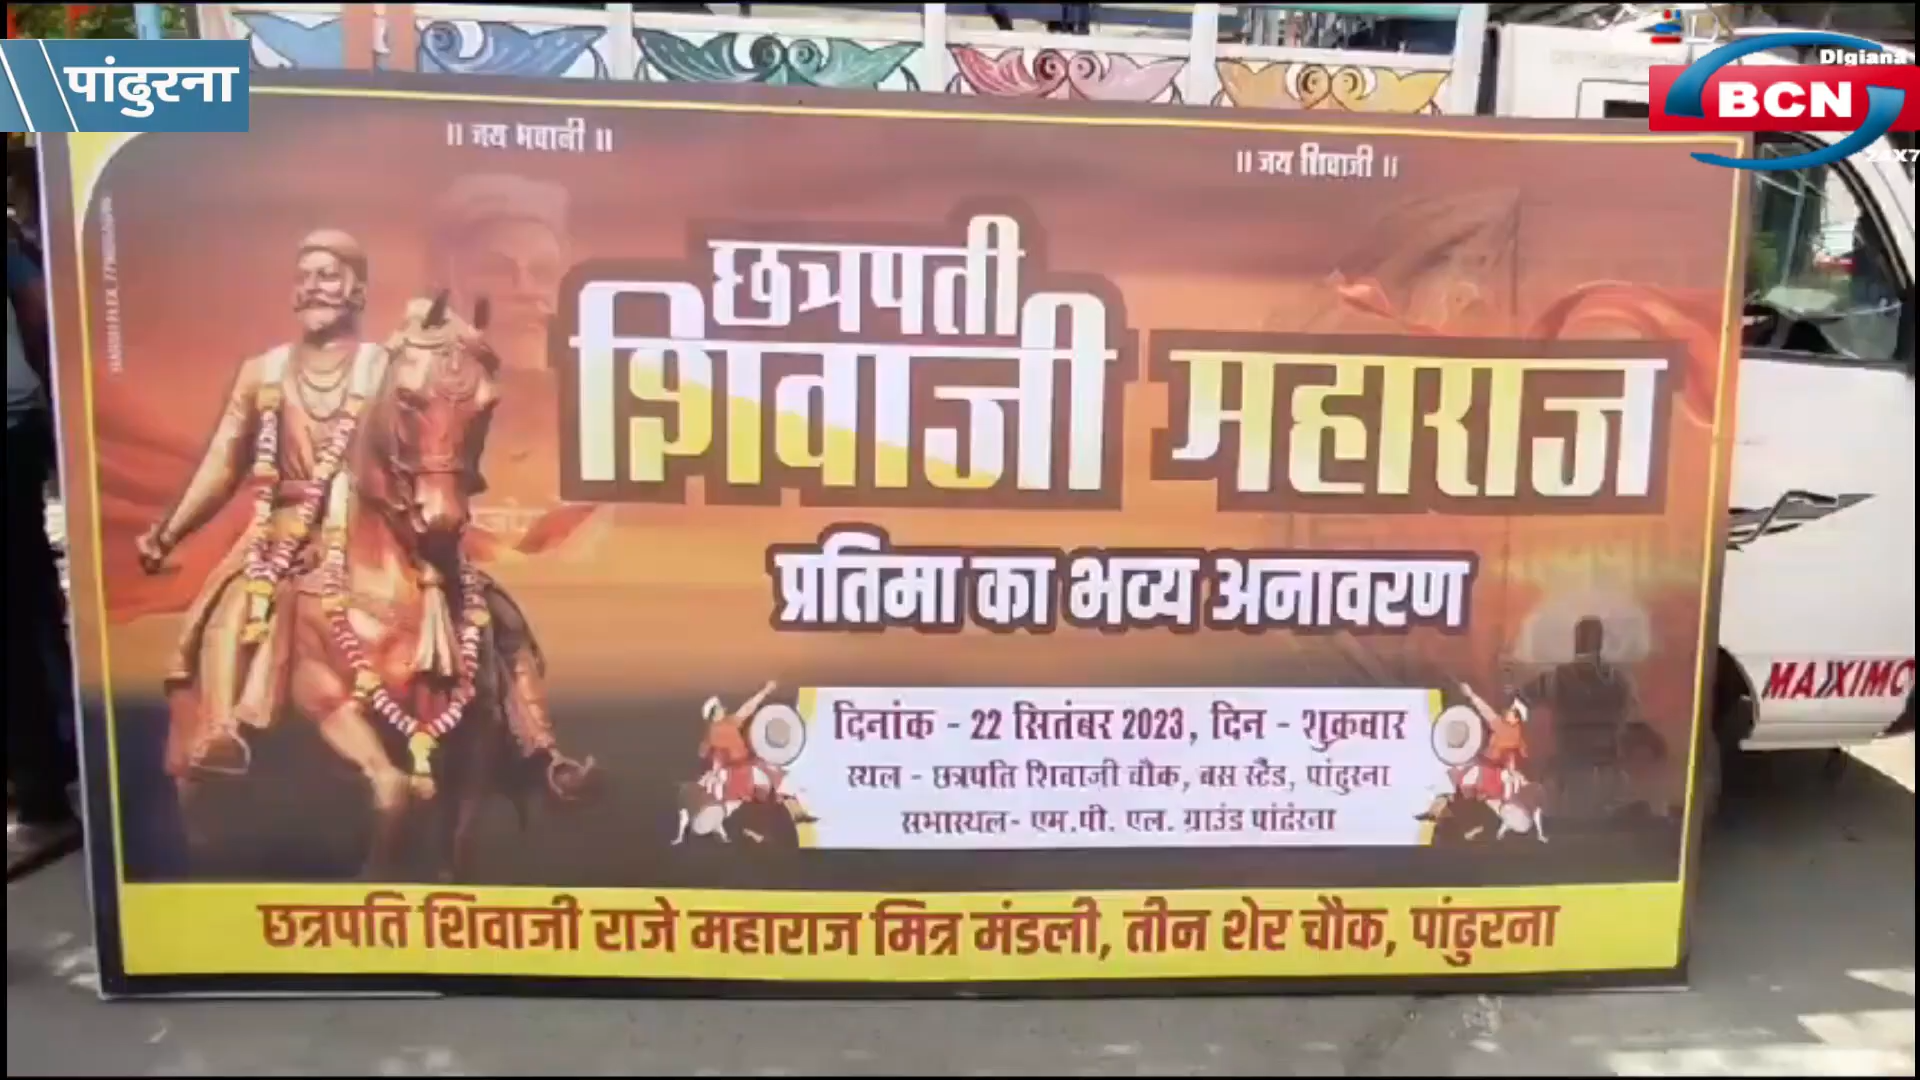 पांढुरना
Digiana
BCN
24X7
॥ जय भवानी ॥
॥ जय शिवाजी ॥
छत्रपती
शिवाजी महाराज
प्रतिमा का भव्य अनावरण
दिनांक - 22 सितंबर 2023, दिन - शुक्रवार
स्थल - छत्रपति शिवाजी चौक, बस स्टैंड, पांढुरना
सभास्थल- एम.पी. एल. ग्राउंड पांढंरना
छत्रपति शिवाजी राजे महाराज मित्र मंडली, तीन शेर चौक, पांढुरना
MAXXIMO